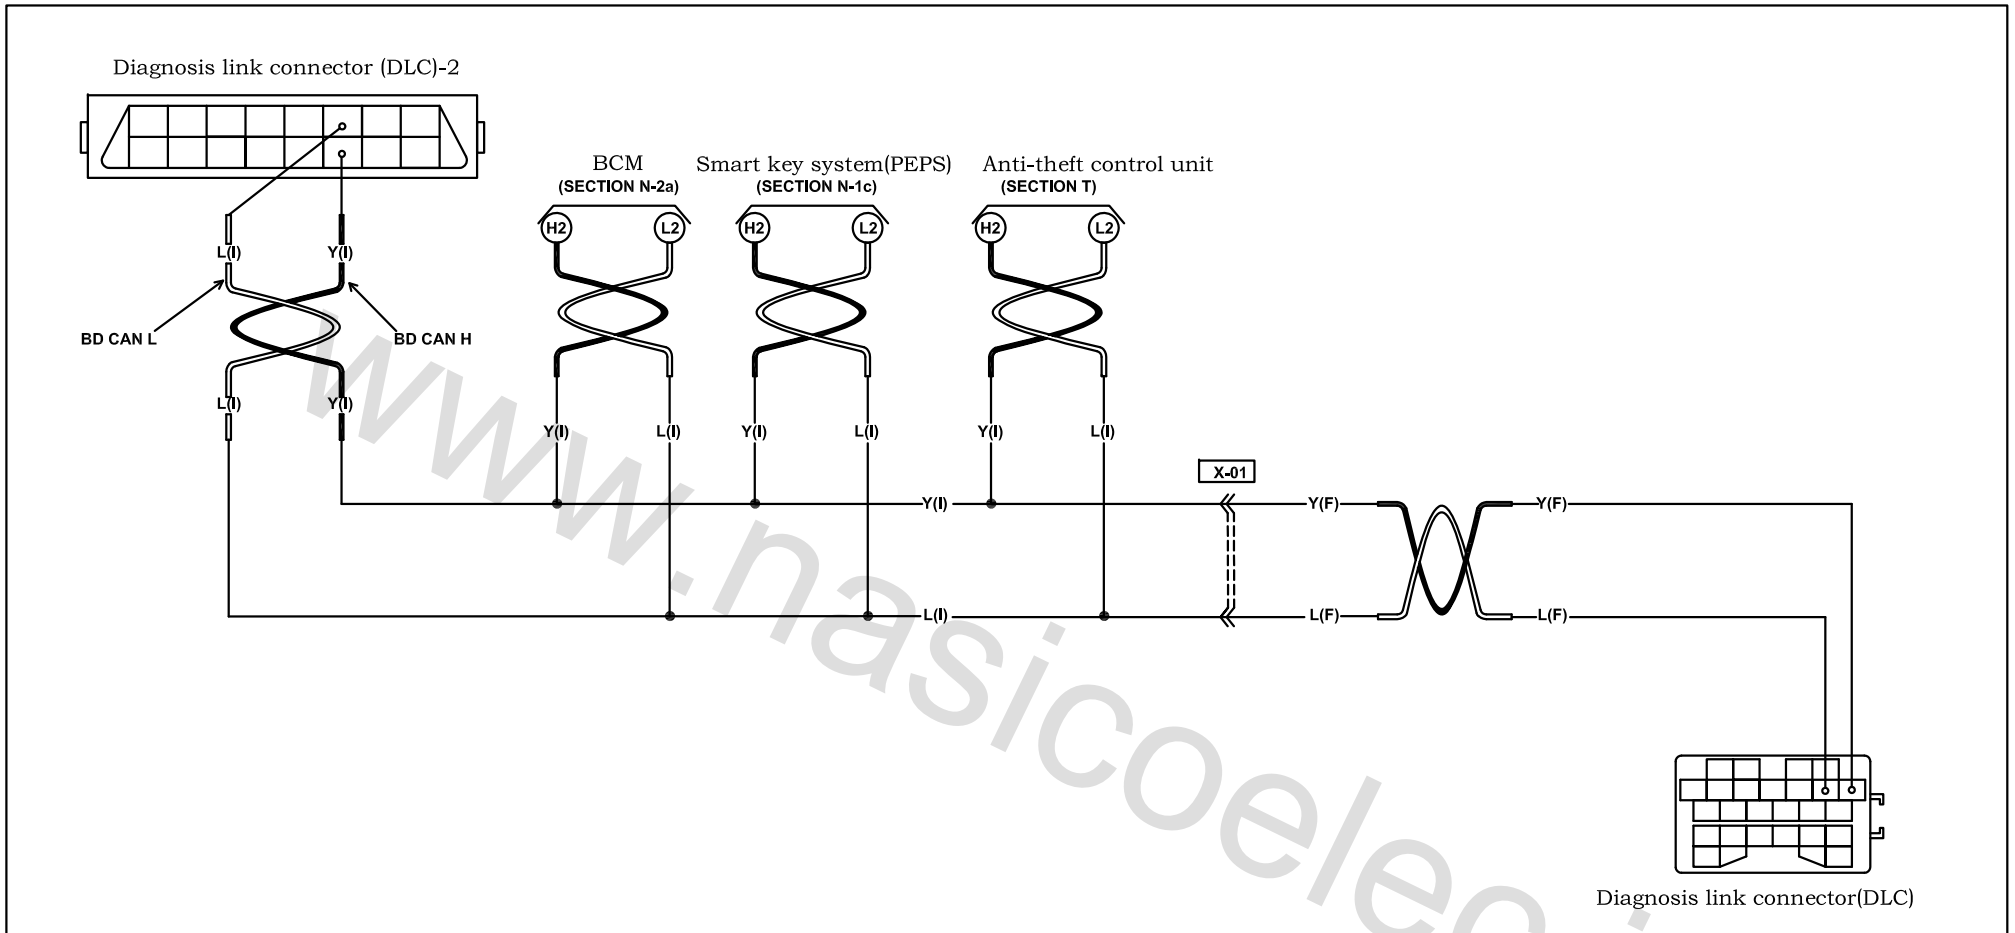 Diagnosis link connector (DLC)-2
BCM
(SECTION N-2a)
Smart key system(PEPS)
(SECTION N-1c)
Anti-theft control unit
(SECTION T)
H2 L2 H2 L2 H2 L2
L(I) Y(I)
BD CAN L BD CAN H
L(I) Y(I)
Y(I) L(I) Y(I) L(I) Y(I) L(I)
X-01
Y(I) Y(F) Y(F)
L(I) L(F) L(F)
Diagnosis link connector(DLC)
www.nasicoelec